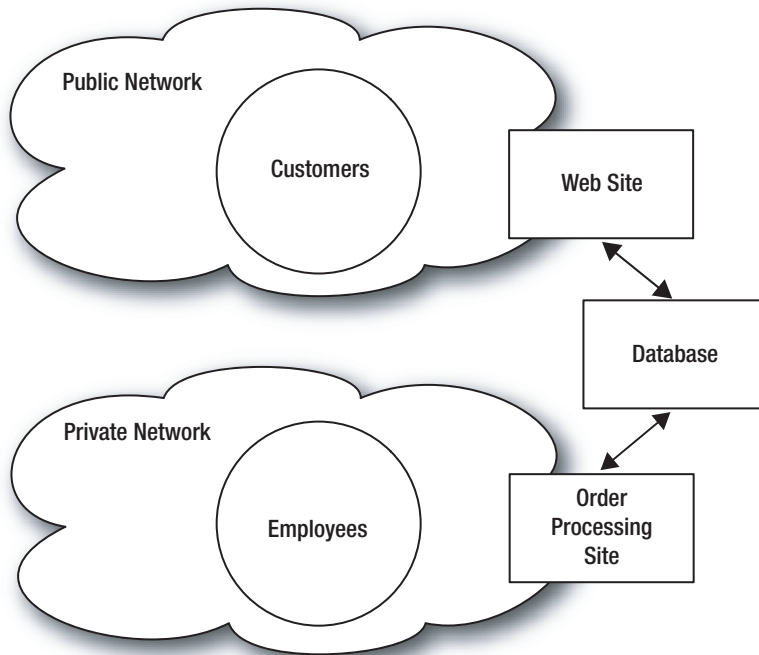 Public Network
Customers
Web Site
Database
Private Network
Employees
Order
Processing
Site